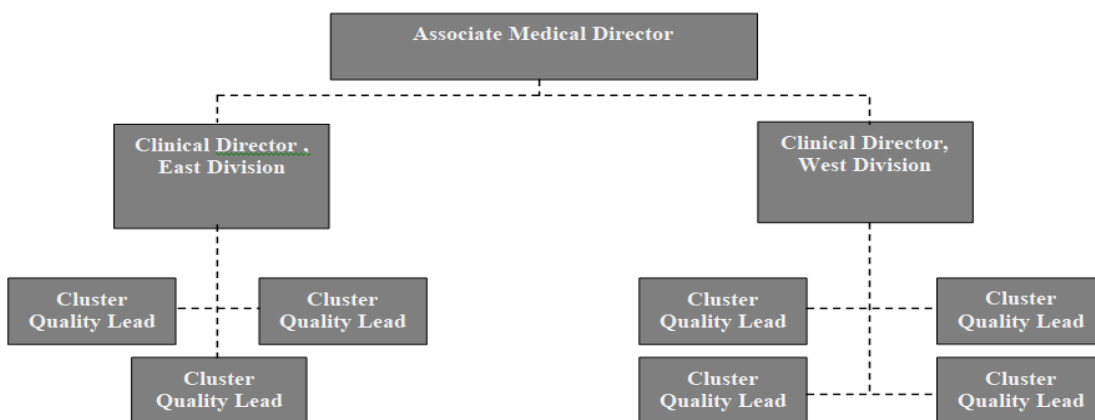 Associate Medical Director
Clinical Director ,
East Division
Clinical Director,
West Division
Cluster
Quality Lead
Cluster
Quality Lead
Cluster
Quality Lead
Cluster
Quality Lead
Cluster
Quality Lead
Cluster
Quality Lead
Cluster
Quality Lead